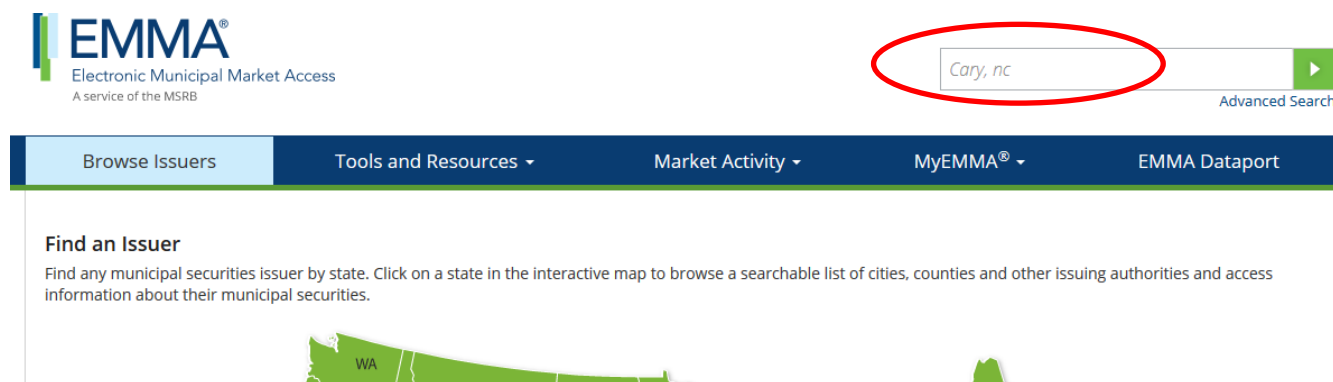 EMMA®
Electronic Municipal Market Access
A service of the MSRB
Cary, nc
Advanced Search
Browse Issuers
Tools and Resources
Market Activity
MyEMMA®
EMMA Dataport
Find an Issuer
Find any municipal securities issuer by state. Click on a state in the interactive map to browse a searchable list of cities, counties and other issuing authorities and access
information about their municipal securities.
WA